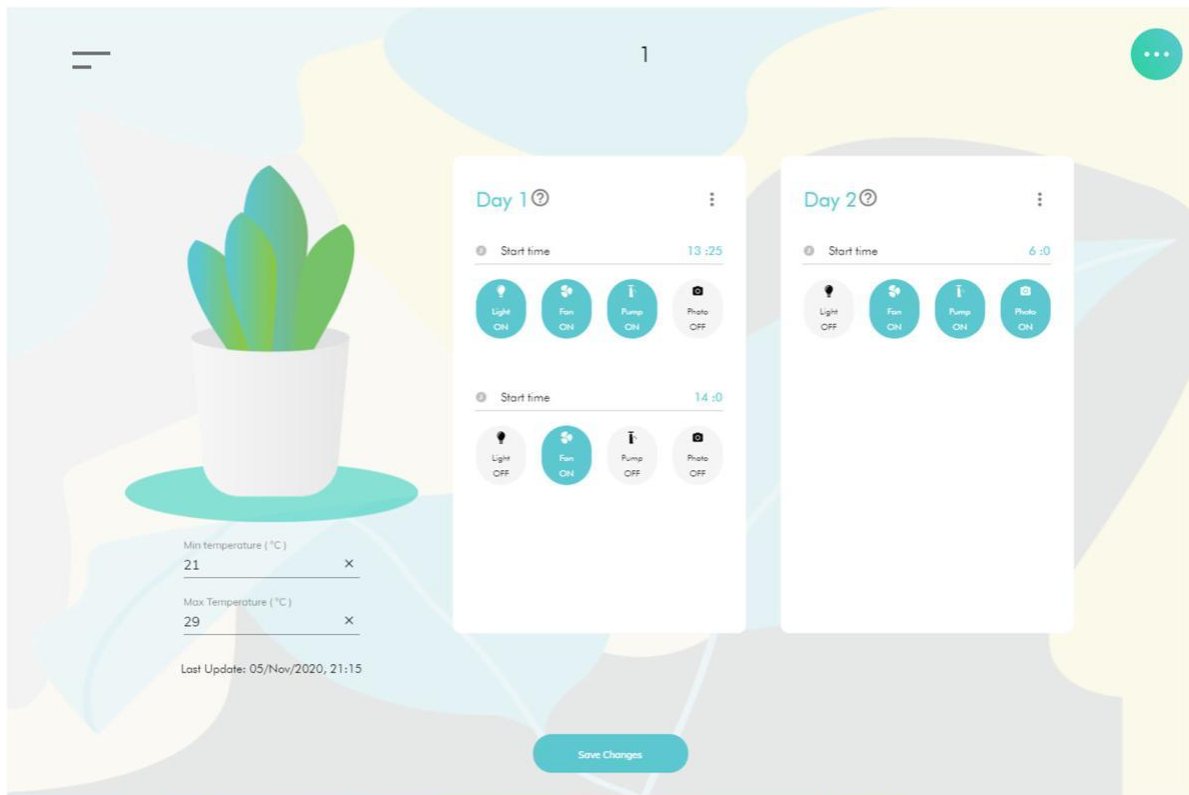 1
Day 1
Start time 13 :25
Light Fan Pump Photo
ON ON ON OFF
Start time 14 :0
Light Fan Pump Photo
OFF ON OFF OFF
Day 2
Start time 6 :0
Light Fan Pump Photo
OFF ON ON ON
Min temperature ( °C )
21
Max Temperature ( °C )
29
Last Update: 05/Nov/2020, 21:15
Save Changes